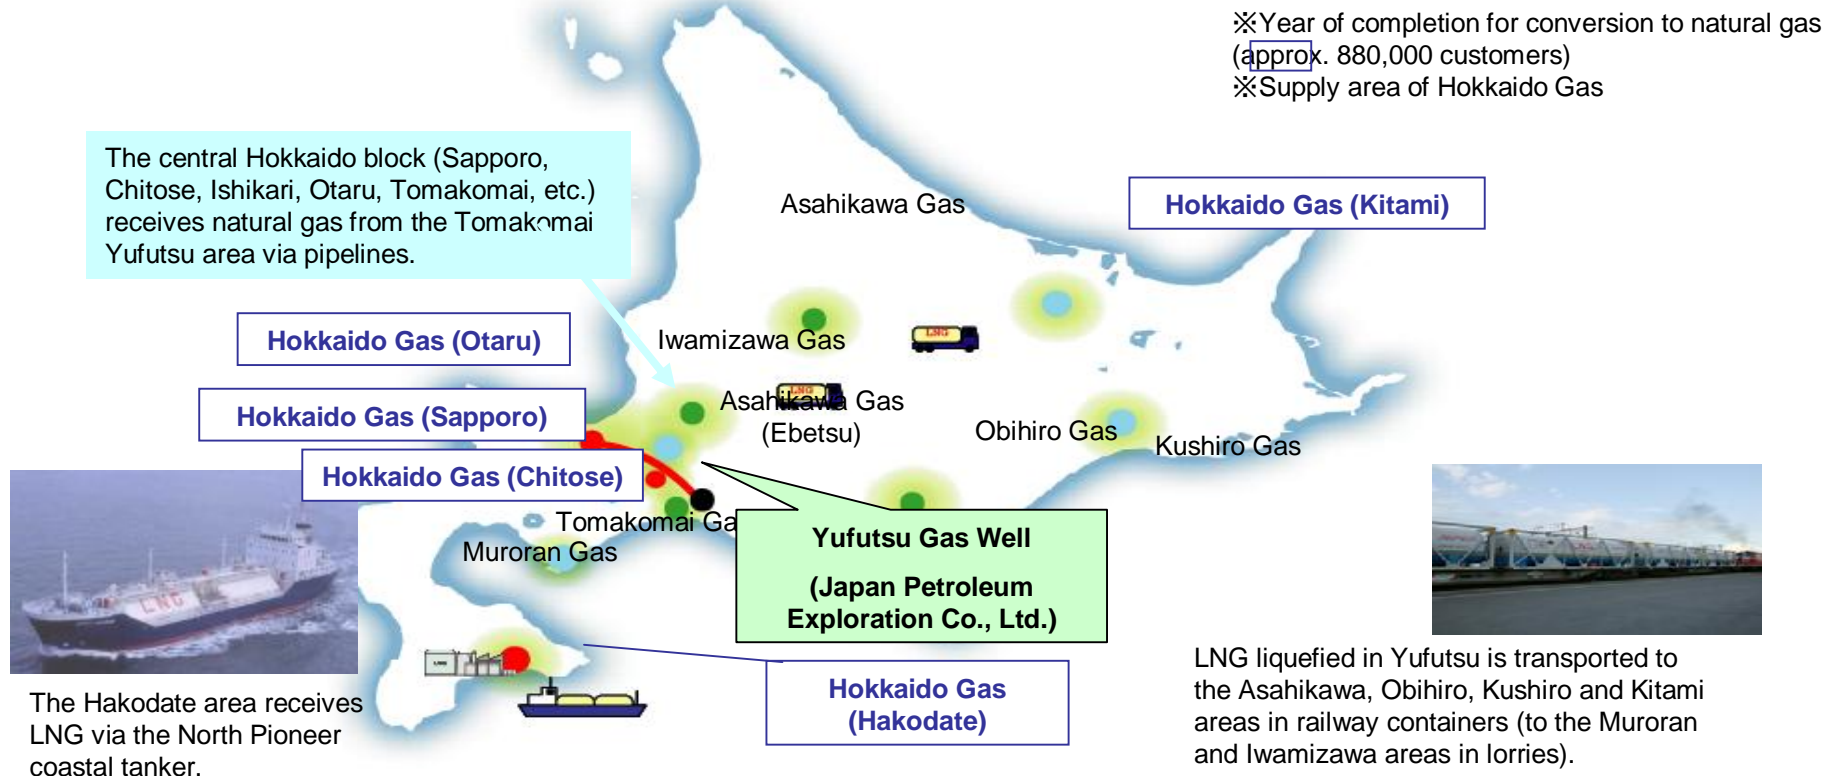 ※Year of completion for conversion to natural gas
(approx. 880,000 customers)
※Supply area of Hokkaido Gas
The central Hokkaido block (Sapporo,
Chitose, Ishikari, Otaru, Tomakomai, etc.)
receives natural gas from the Tomakomai
Yufutsu area via pipelines.
Asahikawa Gas
Hokkaido Gas (Kitami)
Hokkaido Gas (Otaru)
Iwamizawa Gas
LNG
Hokkaido Gas (Sapporo)
LNG
Asahikawa Gas
(Ebetsu)
Obihiro Gas
Kushiro Gas
Hokkaido Gas (Chitose)
Tomakomai Ga
Muroran Gas
Yufutsu Gas Well
(Japan Petroleum
Exploration Co., Ltd.)
LNG
LNG
Hokkaido Gas
(Hakodate)
The Hakodate area receives
LNG via the North Pioneer
coastal tanker.
LNG liquefied in Yufutsu is transported to
the Asahikawa, Obihiro, Kushiro and Kitami
areas in railway containers (to the Muroran
and Iwamizawa areas in lorries).